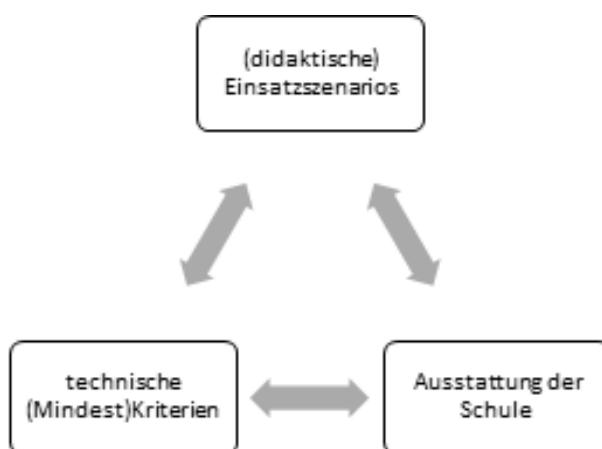 (didaktische)
Einsatzszenarios
technische
(Mindest)Kriterien
Ausstattung der
Schule